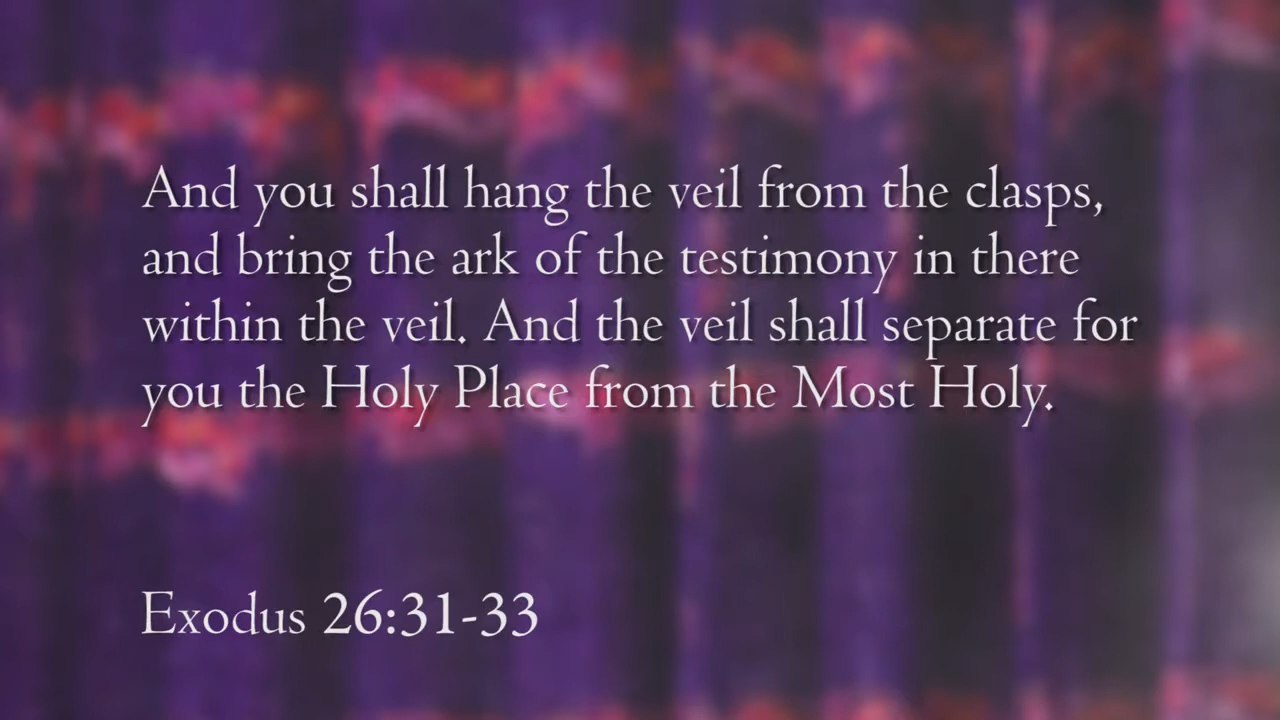 And you shall hang the veil from the clasps,
and bring the ark of the testimony in there
within the veil. And the veil shall separate for
you the Holy Place from the Most Holy.
Exodus 26:31-33